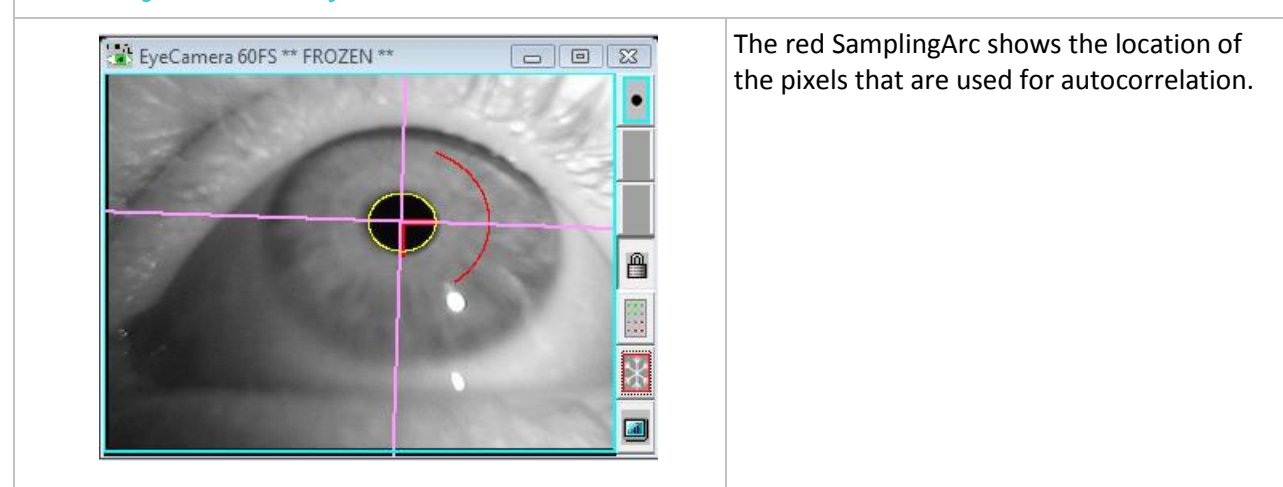 EyeCamera 60FS ** FROZEN **
The red SamplingArc shows the location of
the pixels that are used for autocorrelation.